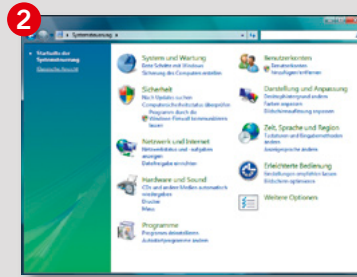 2
Systemsteuerung
Startseite der
Systemsteuerung
Klassische Ansicht
System und Wartung
Erste Schritte mit Windows
Sicherung des Computers erstellen
Sicherheit
Nach Updates suchen
Computersicherheitsstatus überprüfen
Programm durch die
Windows-Firewall kommunizieren
lassen
Netzwerk und Internet
Netzwerkstatus und -aufgaben
anzeigen
Dateifreigabe einrichten
Hardware und Sound
CDs und andere Medien automatisch
wiedergeben
Drucker
Maus
Programme
Programm deinstallieren
Autostartprogramme ändern
Benutzerkonten
Benutzerkonten
hinzufügen/entfernen
Darstellung und Anpassung
Desktophintergrund ändern
Farben anpassen
Bildschirmauflösung anpassen
Zeit, Sprache und Region
Tastaturen und Eingabemethoden
ändern
Anzeigesprache ändern
Erleichterte Bedienung
Einstellungen empfehlen lassen
Bildschirm optimieren
Weitere Optionen